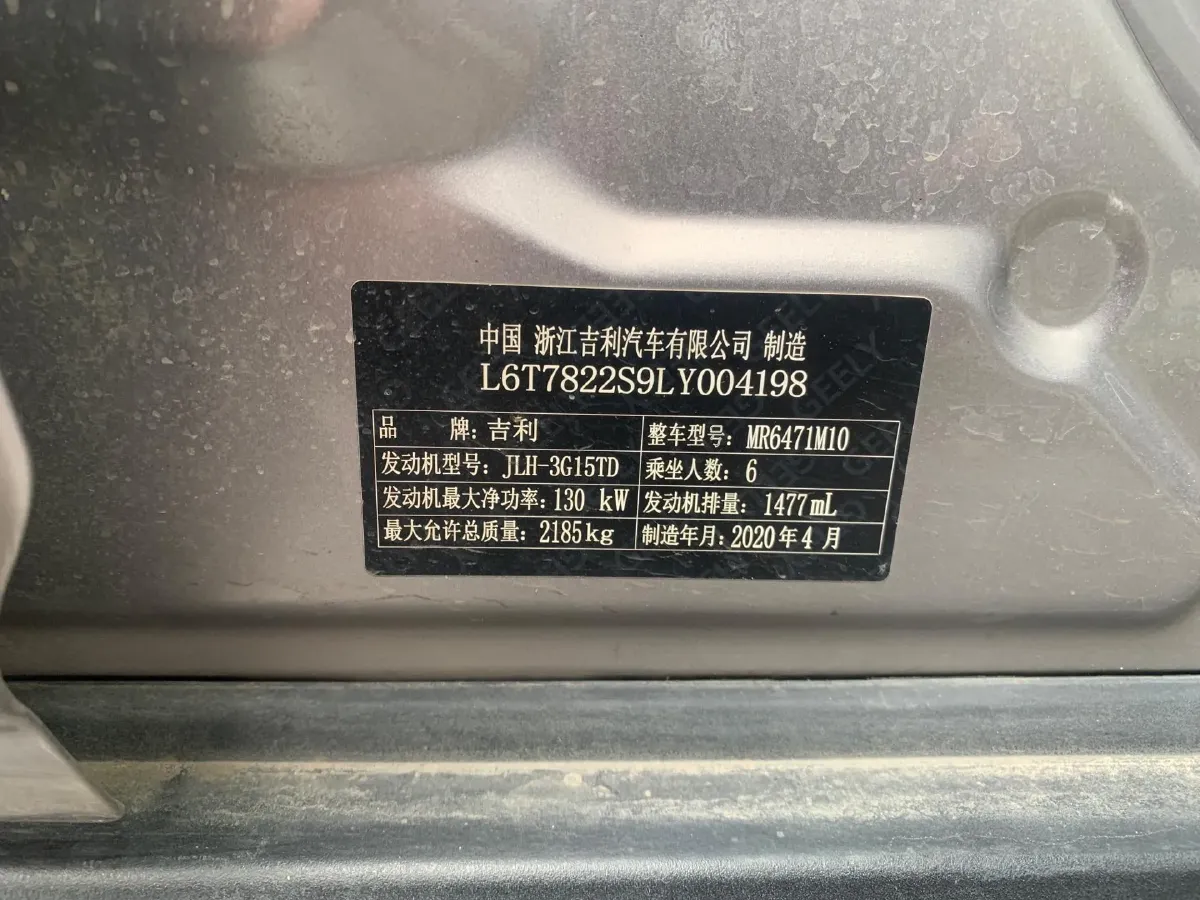 中国 浙江吉利汽车有限公司 制造
L6T7822S9LY004198
品 牌: 吉利 整车型号: MR6471M10
发动机型号: JLH-3G15TD 乘坐人数: 6
发动机最大净功率: 130 kW 发动机排量: 1477mL
最大允许总质量: 2185kg 制造年月: 2020年4月
GEELY